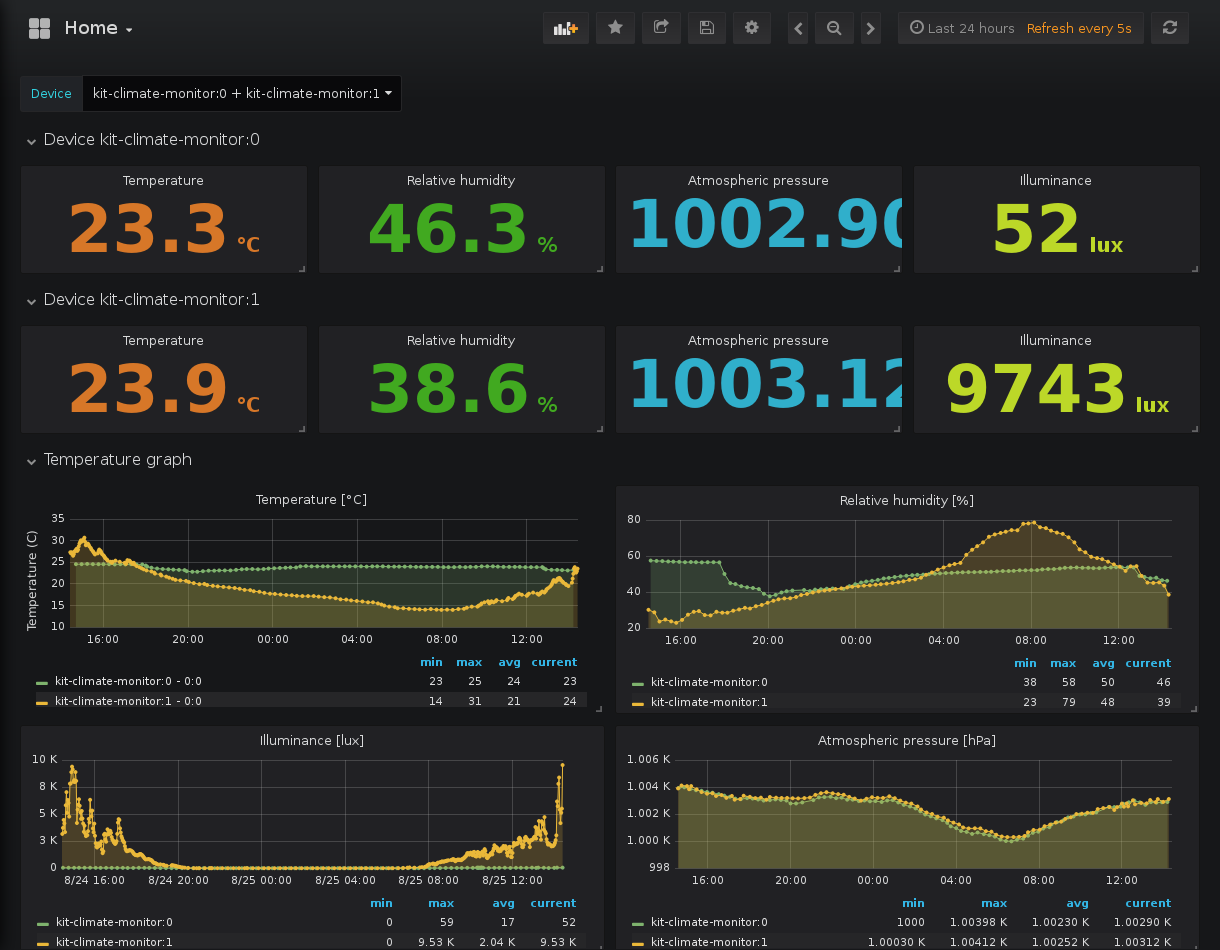 Home
Last 24 hours Refresh every 5s
Device kit-climate-monitor:0 + kit-climate-monitor:1
Device kit-climate-monitor:0
Temperature Relative humidity Atmospheric pressure Illuminance
23.3 °C 46.3 % 1002.90 52 lux
Device kit-climate-monitor:1
Temperature Relative humidity Atmospheric pressure Illuminance
23.9 °C 38.6 % 1003.12 9743 lux
Temperature graph
Temperature [°C]
Temperature (C)
35
30
25
20
15
10
16:00 20:00 00:00 04:00 08:00 12:00
min max avg current
kit-climate-monitor:0 - 0:0 23 25 24 23
kit-climate-monitor:1 - 0:0 14 31 21 24
Relative humidity [%]
80
60
40
20
16:00 20:00 00:00 04:00 08:00 12:00
min max avg current
kit-climate-monitor:0 38 58 50 46
kit-climate-monitor:1 23 79 48 39
Illuminance [lux]
10 K
8 K
5 K
3 K
0
8/24 16:00 8/24 20:00 8/25 00:00 8/25 04:00 8/25 08:00 8/25 12:00
min max avg current
kit-climate-monitor:0 0 59 17 52
kit-climate-monitor:1 0 9.53 K 2.04 K 9.53 K
Atmospheric pressure [hPa]
1.006 K
1.004 K
1.002 K
1.000 K
998
16:00 20:00 00:00 04:00 08:00 12:00
min max avg current
kit-climate-monitor:0 1000 1.00398 K 1.00230 K 1.00290 K
kit-climate-monitor:1 1.00030 K 1.00412 K 1.00252 K 1.00312 K